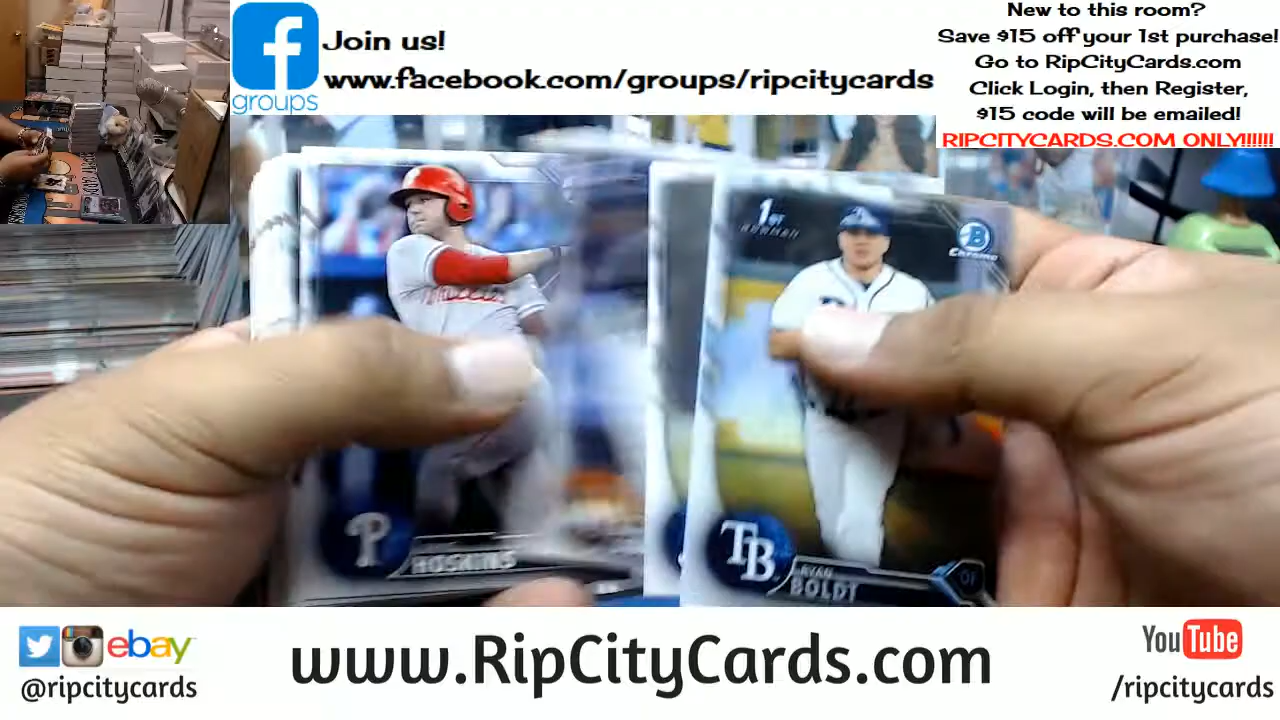 groups
Join us!
www.facebook.com/groups/ripcitycards
New to this room?
Save $15 off your 1st purchase!
Go to RipCityCards.com
Click Login, then Register,
$15 code will be emailed!
RIPCITYCARDS.COM ONLY!!!!!!
P
HOSKINS
1ST
BOWMAN
B
Chrome
TB
RYAN
BOLDT
OF
ebay
@ripcitycards
www.RipCityCards.com
YouTube
/ripcitycards